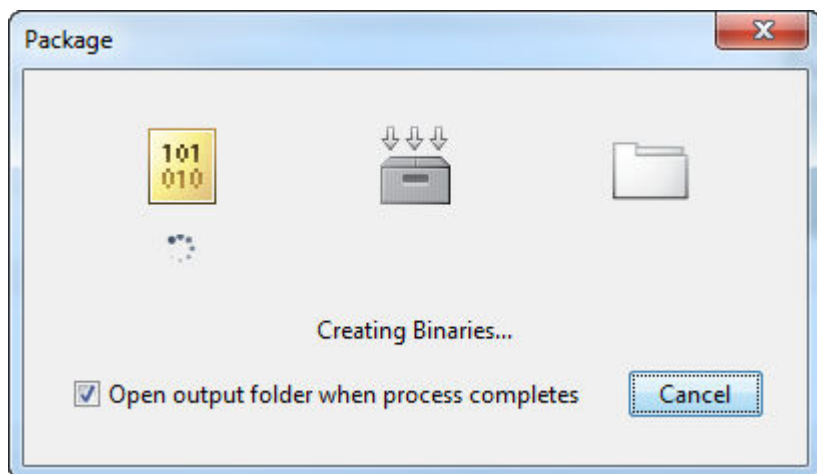 Package
101
010
Creating Binaries...
Open output folder when process completes
Cancel